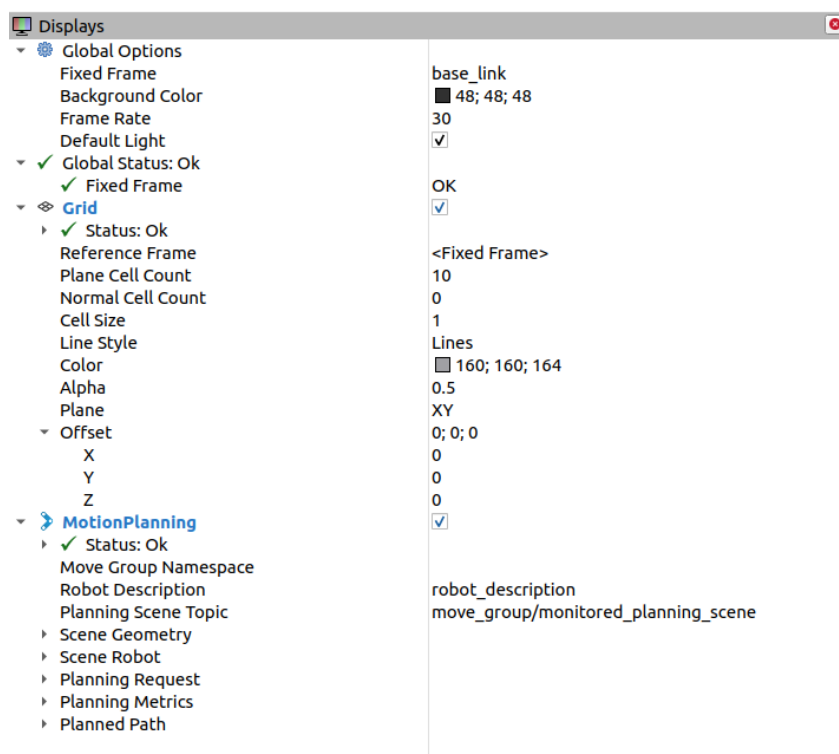 Displays
Global Options
Fixed Frame base_link
Background Color 48; 48; 48
Frame Rate 30
Default Light
Global Status: Ok
Fixed Frame OK
Grid
Status: Ok
Reference Frame <Fixed Frame>
Plane Cell Count 10
Normal Cell Count 0
Cell Size 1
Line Style Lines
Color 160; 160; 164
Alpha 0.5
Plane XY
Offset 0; 0; 0
X 0
Y 0
Z 0
MotionPlanning
Status: Ok
Move Group Namespace
Robot Description robot_description
Planning Scene Topic move_group/monitored_planning_scene
Scene Geometry
Scene Robot
Planning Request
Planning Metrics
Planned Path